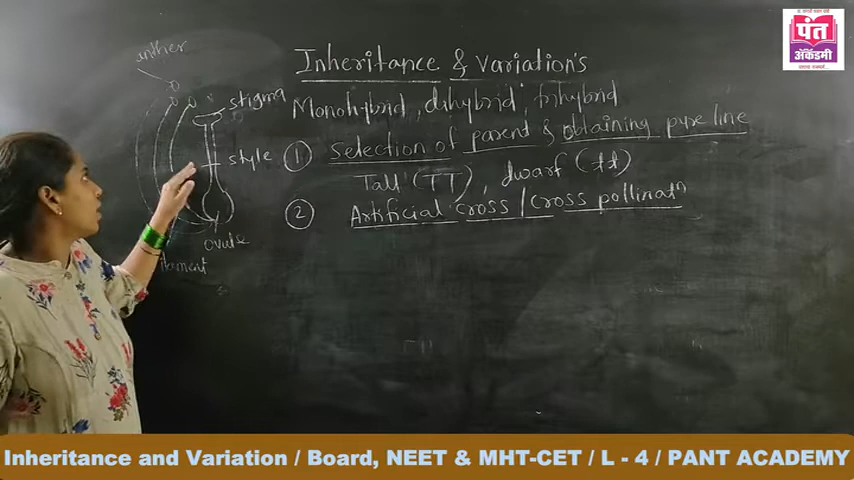 Inheritance & Variation's
Monohybrid, dihybrid, trihybrid
① Selection of parent & obtaining pure line
Tall (TT), dwarf (tt)
② Artificial cross / Cross pollinatn
anther
stigma
style
ovule
filament
पंत
अ‍ॅकॅडमी
Inheritance and Variation / Board, NEET & MHT-CET / L - 4 / PANT ACADEMY